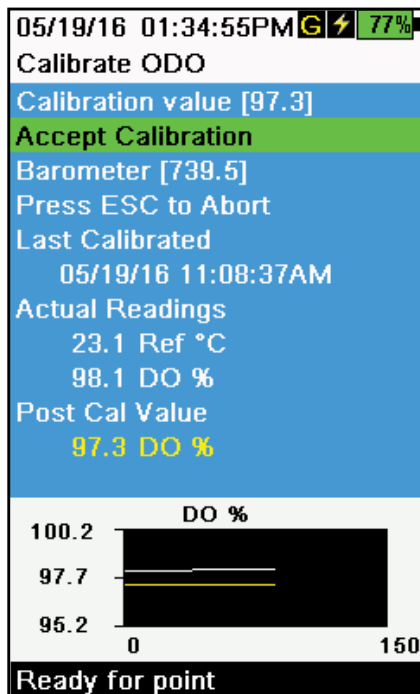 05/19/16 01:34:55PM G 77%
Calibrate ODO
Calibration value [97.3]
Accept Calibration
Barometer [739.5]
Press ESC to Abort
Last Calibrated
05/19/16 11:08:37AM
Actual Readings
23.1 Ref °C
98.1 DO %
Post Cal Value
97.3 DO %
DO %
100.2
97.7
95.2
0 150
Ready for point